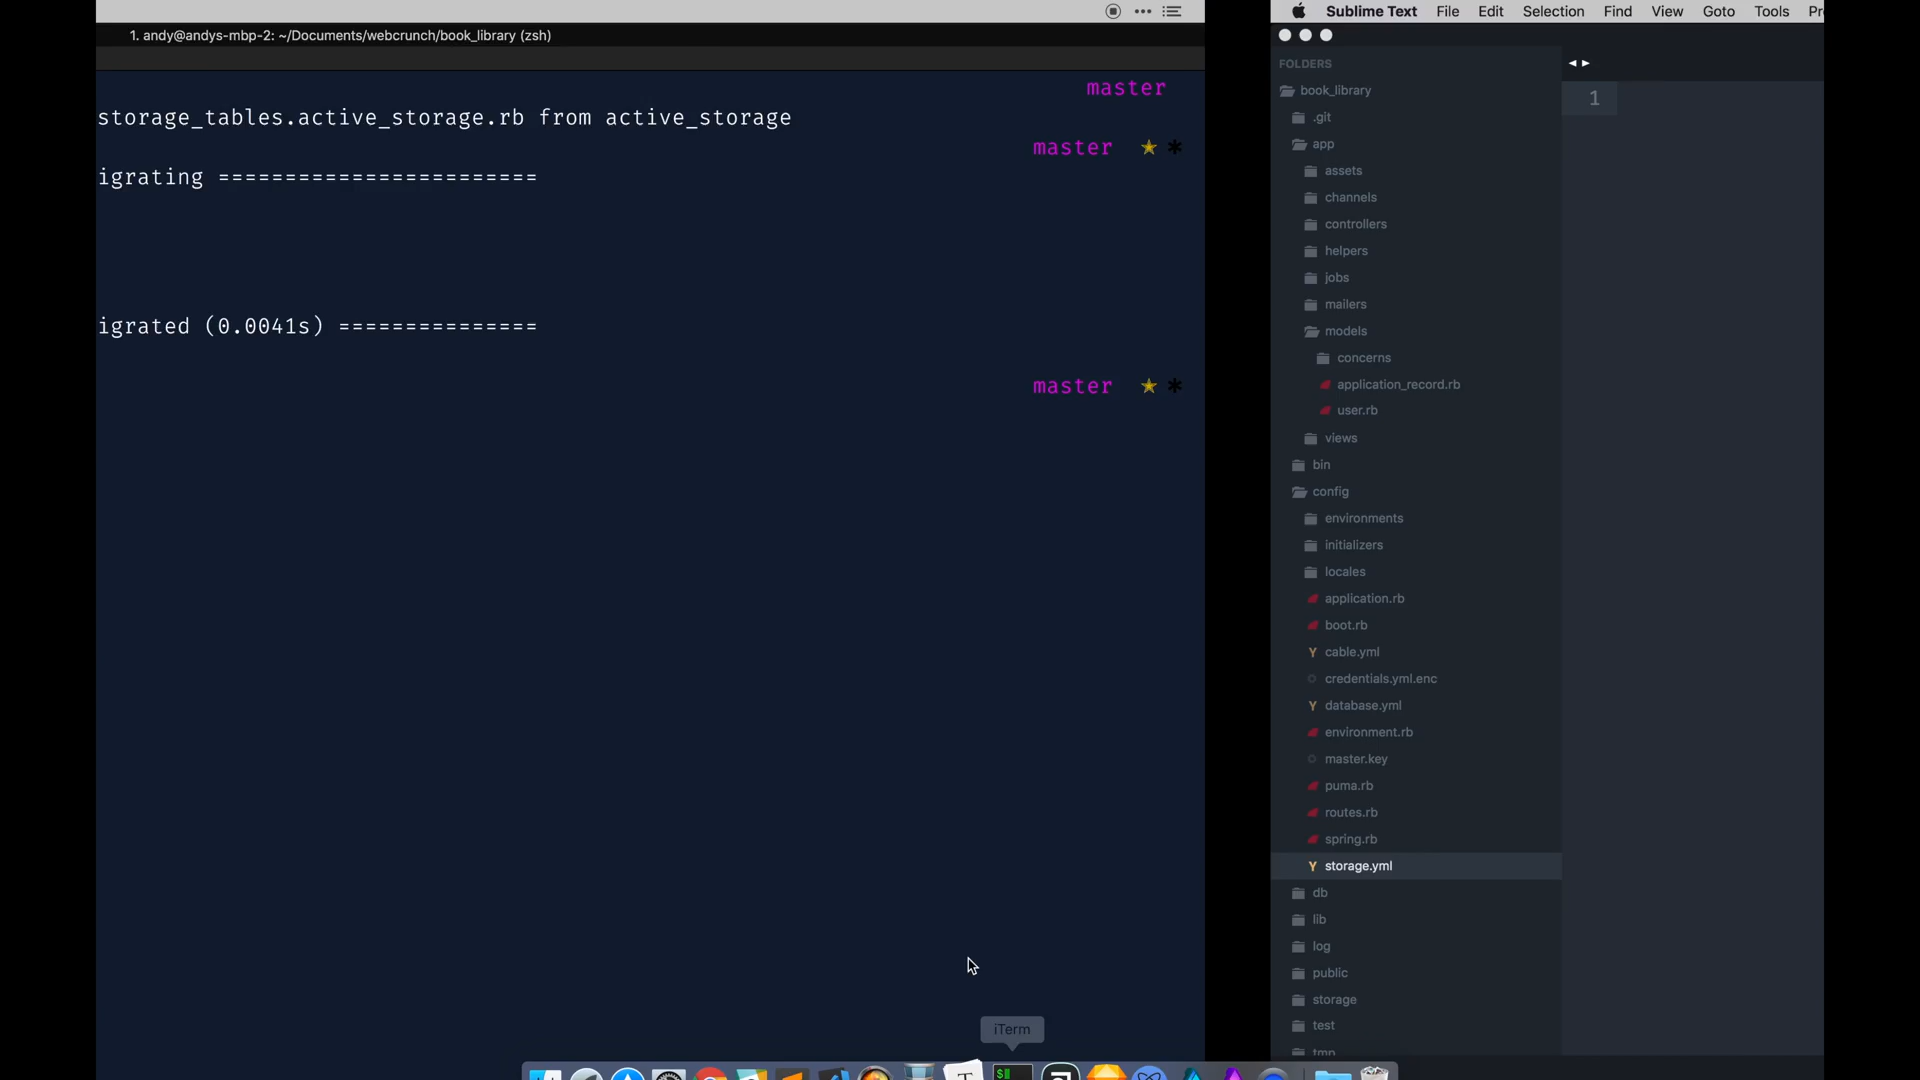 1. andy@andys-mbp-2: ~/Documents/webcrunch/book_library (zsh)
master
storage_tables.active_storage.rb from active_storage
master ★ *
igrating ========================
igrated (0.0041s) ===============
master ★ *
iTerm
Sublime Text File Edit Selection Find View Goto Tools
FOLDERS
book_library
.git
app
assets
channels
controllers
helpers
jobs
mailers
models
concerns
application_record.rb
user.rb
views
bin
config
environments
initializers
locales
application.rb
boot.rb
Y cable.yml
credentials.yml.enc
Y database.yml
environment.rb
master.key
puma.rb
routes.rb
spring.rb
Y storage.yml
db
lib
log
public
storage
test
tmp
1